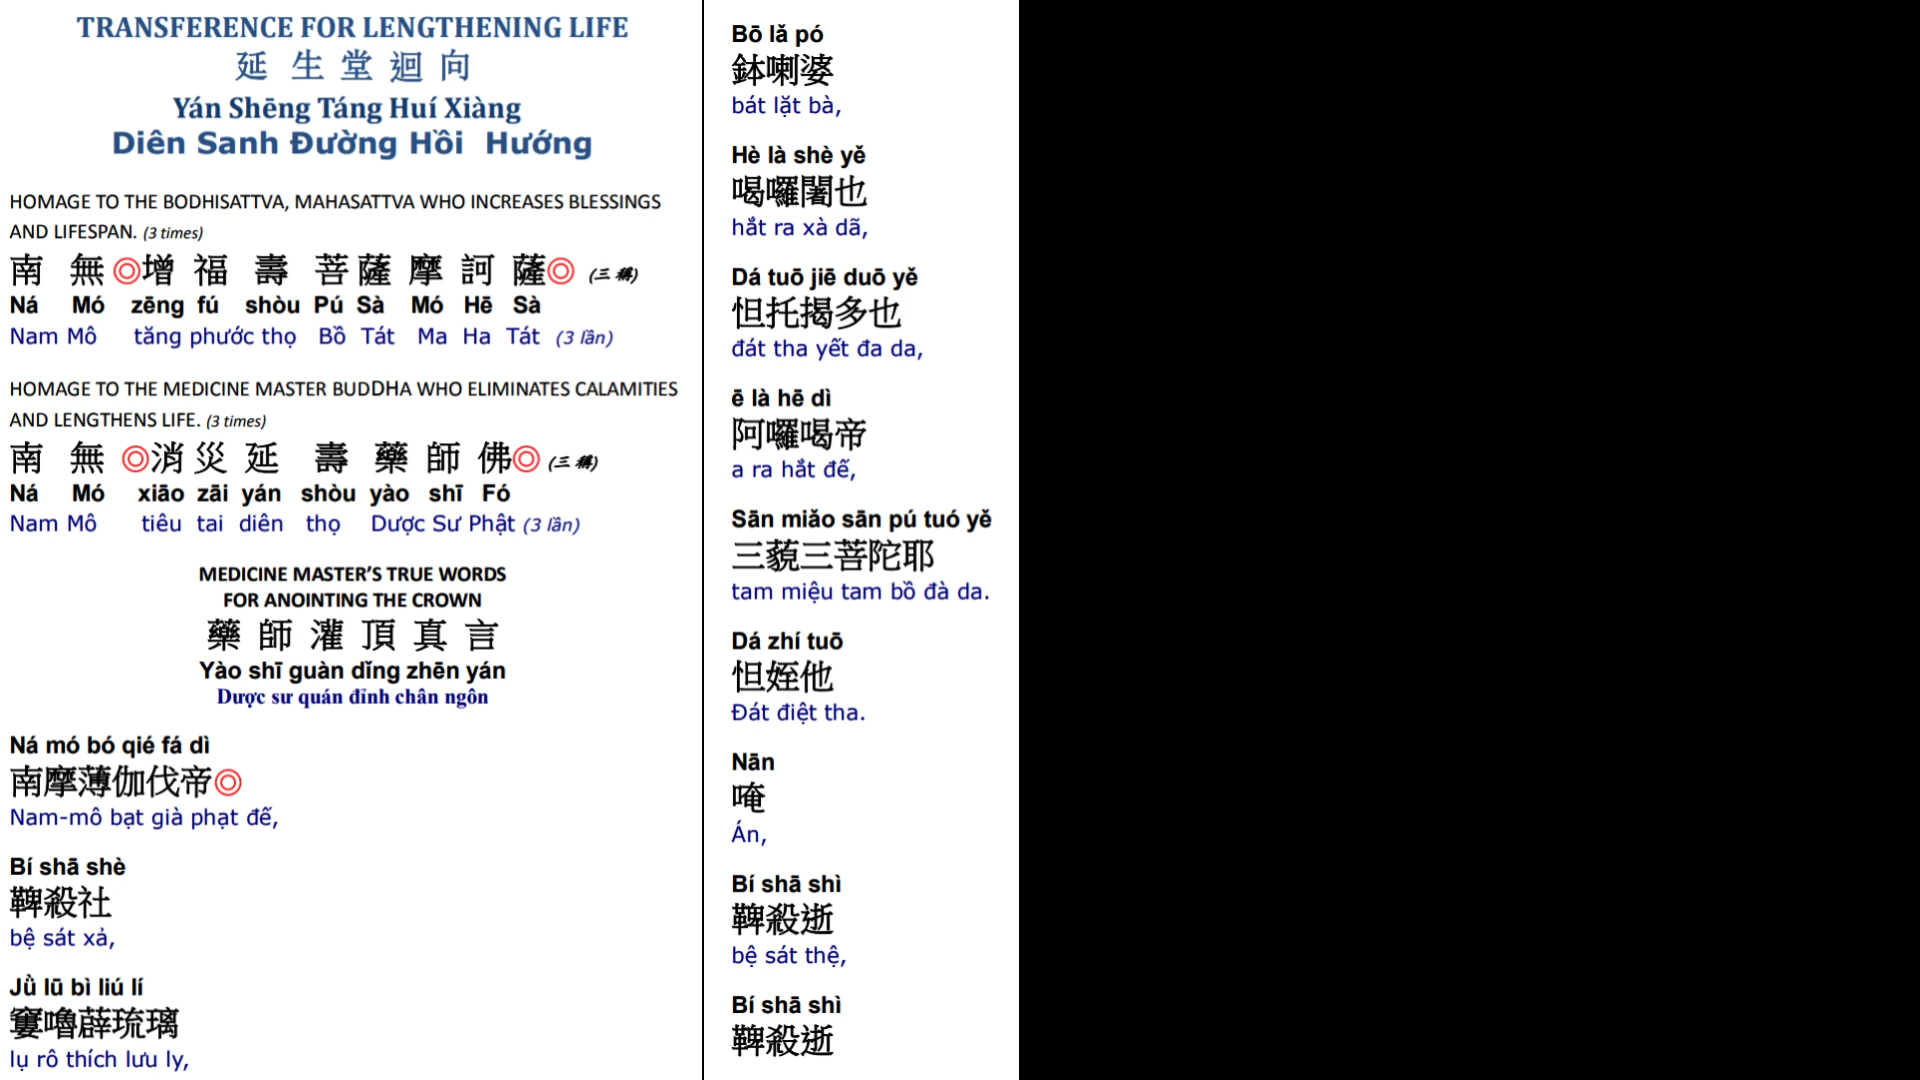 TRANSFERENCE FOR LENGTHENING LIFE
延 生 堂 迴 向
Yán Shēng Táng Huí Xiàng
Diên Sanh Đường Hồi Hướng
HOMAGE TO THE BODHISATTVA, MAHASATTVA WHO INCREASES BLESSINGS
AND LIFESPAN. (3 times)
南 無 ◎增 福 壽 菩 薩 摩 訶 薩◎ (三 稱)
Ná Mó zēng fú shòu Pú Sà Mó Hē Sà
Nam Mô tăng phước thọ Bồ Tát Ma Ha Tát (3 lần)
HOMAGE TO THE MEDICINE MASTER BUDDHA WHO ELIMINATES CALAMITIES
AND LENGTHENS LIFE. (3 times)
南 無 ◎消 災 延 壽 藥 師 佛◎ (三 稱)
Ná Mó xiāo zāi yán shòu yào shī Fó
Nam Mô tiêu tai diên thọ Dược Sư Phật (3 lần)
MEDICINE MASTER’S TRUE WORDS
FOR ANOINTING THE CROWN
藥 師 灌 頂 真 言
Yào shī guàn dǐng zhēn yán
Dược sư quán đỉnh chân ngôn
Ná mó bó qié fá dì
南摩薄伽伐帝◎
Nam-mô bạt già phạt đế,
Bí shā shè
鞞殺社
bệ sát xả,
Jǜ lū bì liú lí
窶嚕薜琉璃
lụ rô thích lưu ly,
Bō lǎ pó
鉢喇婆
bát lặt bà,
Hè là shè yě
喝囉闍也
hắt ra xà dã,
Dá tuō jiē duō yě
怛托揭多也
đát tha yết đa da,
ē là hē dì
阿囉喝帝
a ra hắt đế,
Sān miǎo sān pú tuó yě
三藐三菩陀耶
tam miệu tam bồ đà da.
Dá zhí tuō
怛姪他
Đát điệt tha.
Nān
唵
Án,
Bí shā shì
鞞殺逝
bệ sát thệ,
Bí shā shì
鞞殺逝